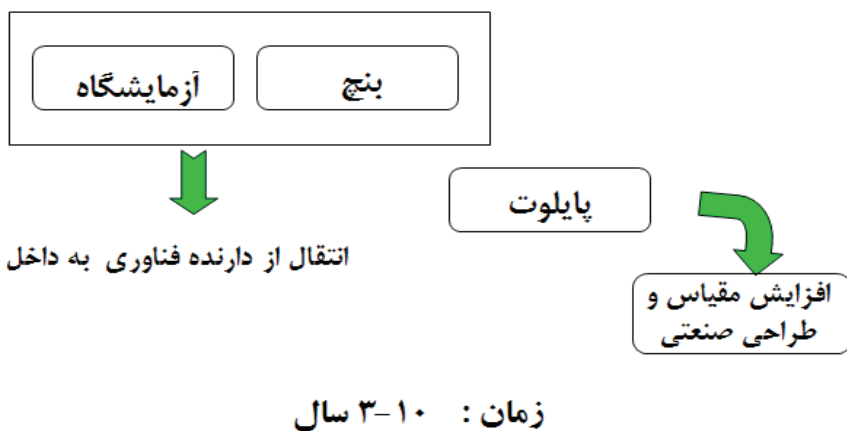 بنچ
آزمایشگاه
پایلوت
انتقال از دارنده فناوری به داخل
افزایش مقیاس و
طراحی صنعتی
زمان : ۱۰-۳ سال